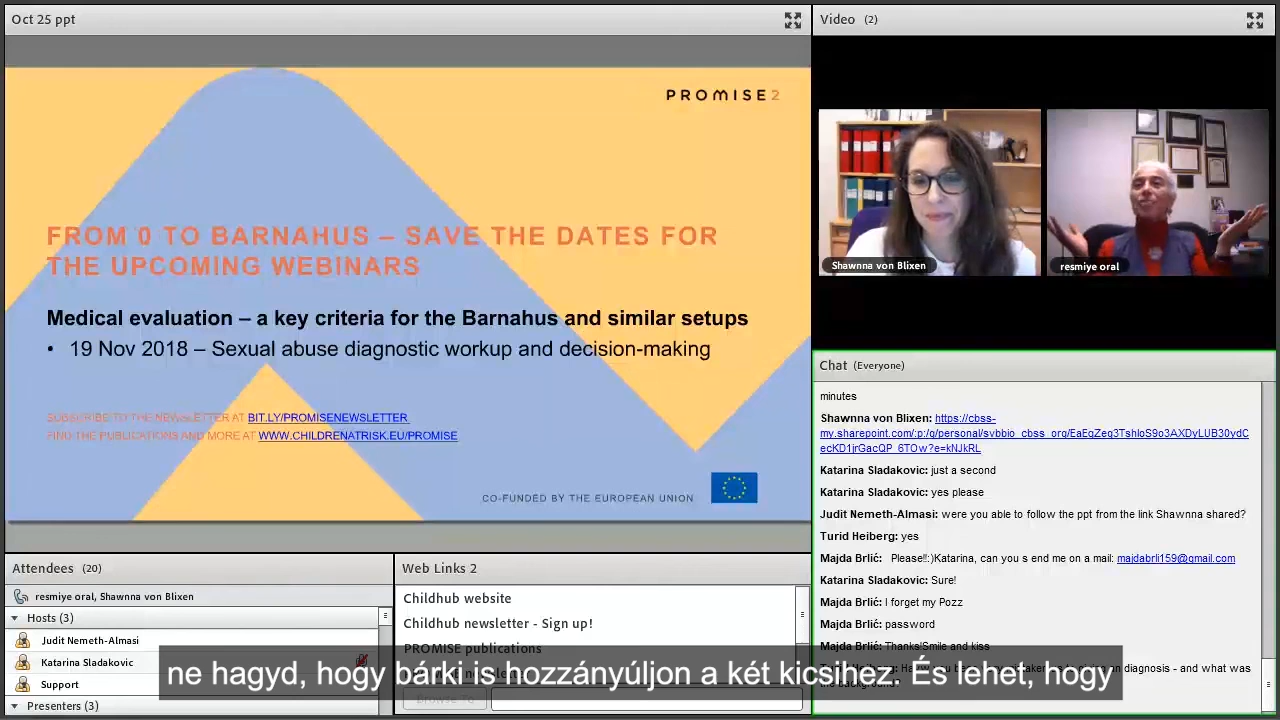 Oct 25 ppt
PROMISE2
FROM 0 TO BARNAHUS – SAVE THE DATES FOR
THE UPCOMING WEBINARS
Medical evaluation – a key criteria for the Barnahus and similar setups
• 19 Nov 2018 – Sexual abuse diagnostic workup and decision-making
SUBSCRIBE TO THE NEWSLETTER AT BIT.LY/PROMISENEWSLETTER
FIND THE PUBLICATIONS AND MORE AT WWW.CHILDRENATRISK.EU/PROMISE
CO-FUNDED BY THE EUROPEAN UNION
Video (2)
Shawnna von Blixen
resmiye oral
Chat (Everyone)
minutes
Shawnna von Blixen: https://cbss-
my.sharepoint.com/:p:/g/personal/svbbio_cbss_org/
Katarina Sladakovic: just a second
Katarina Sladakovic: yes please
Judit Nemeth-Almasi: were you able to follow the ppt from the link Shawnna shared?
Turid Heiberg: yes
Majda Brlić: Please!!:)Katarina, can you s end me on a mail: majdabrli159@gmail.com
Katarina Sladakovic: Sure!
Majda Brlić: I forget my Pozz
Majda Brlić: password
Majda Brlić: Thanks!Smile and kiss
diagnosis - and what was
Attendees (20)
resmiye oral, Shawnna von Blixen
Hosts (3)
Judit Nemeth-Almasi
Katarina Sladakovic
Support
Presenters (3)
Web Links 2
Childhub website
Childhub newsletter - Sign up!
PROMISE publications
Browse To
ne hagyd, hogy bárki is hozzányúljon a két kicsihez. És lehet, hogy